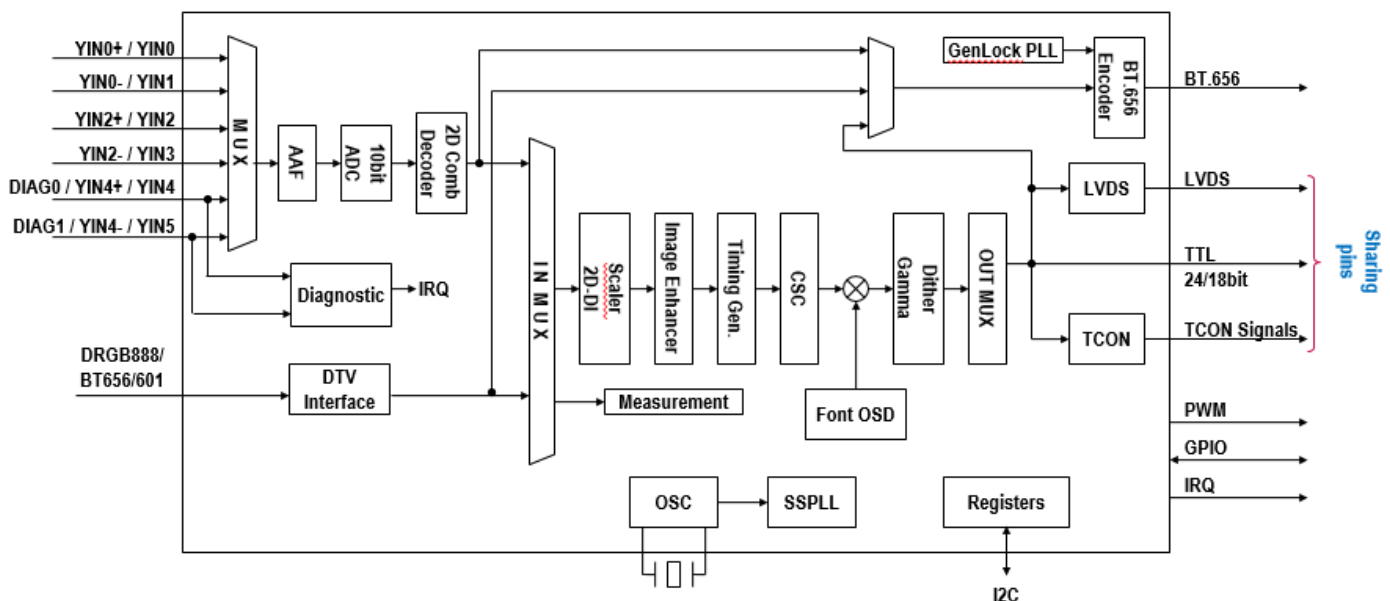 YIN0+ / YIN0
YIN0- / YIN1
YIN2+ / YIN2
YIN2- / YIN3
DIAG0 / YIN4+ / YIN4
DIAG1 / YIN4- / YIN5
MUX
AAF
10bit
ADC
2D Comb
Decoder
Diagnostic
IRQ
DRGB888/
BT656/601
DTV
Interface
IN MUX
Scaler
2D-DI
Image Enhancer
Timing Gen.
CSC
Dither
Gamma
OUT MUX
Measurement
Font OSD
GenLock PLL
BT.656
Encoder
BT.656
LVDS
LVDS
TTL
24/18bit
TCON
TCON Signals
Sharing
pins
PWM
GPIO
IRQ
OSC
SSPLL
Registers
I2C